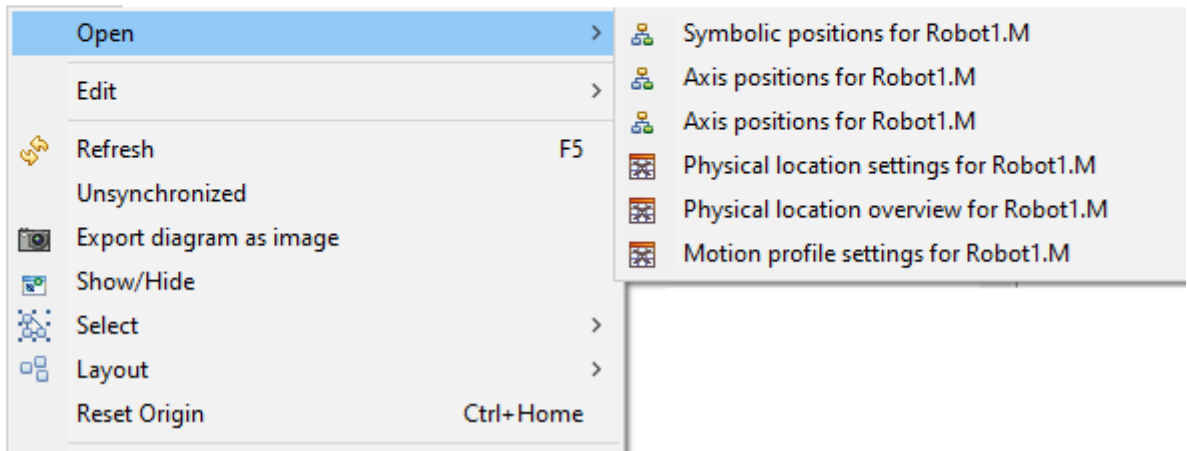 Open
Edit
Refresh F5
Unsynchronized
Export diagram as image
Show/Hide
Select
Layout
Reset Origin Ctrl+Home
Symbolic positions for Robot1.M
Axis positions for Robot1.M
Axis positions for Robot1.M
Physical location settings for Robot1.M
Physical location overview for Robot1.M
Motion profile settings for Robot1.M